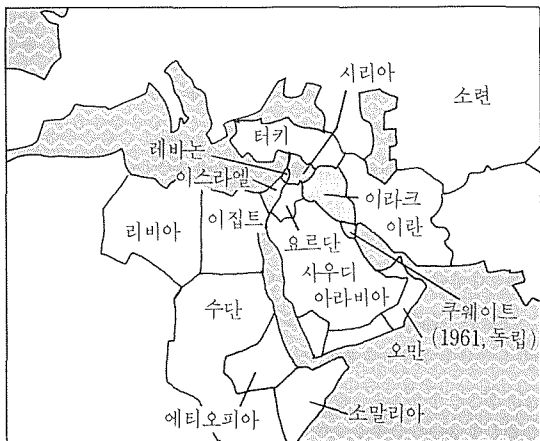 시리아
소련
터키
레바논
이스라엘
이라크
이란
이집트
리비아
요르단
사우디
아라비아
쿠웨이트
(1961, 독립)
수단
오만
에티오피아
소말리아